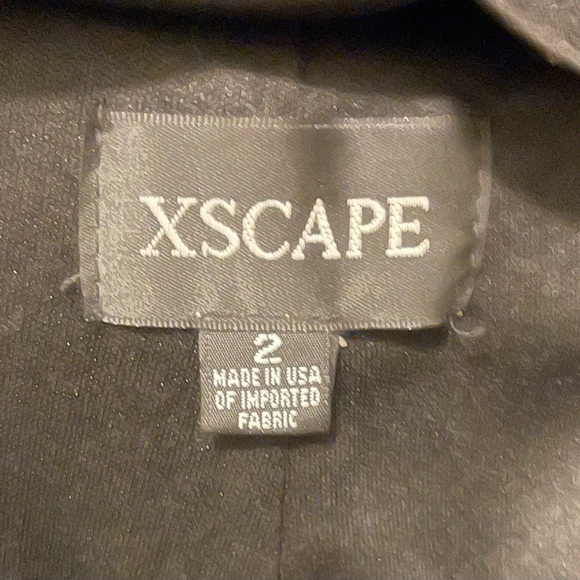 XSCAPE
2
MADE IN USA
OF IMPORTED
FABRIC